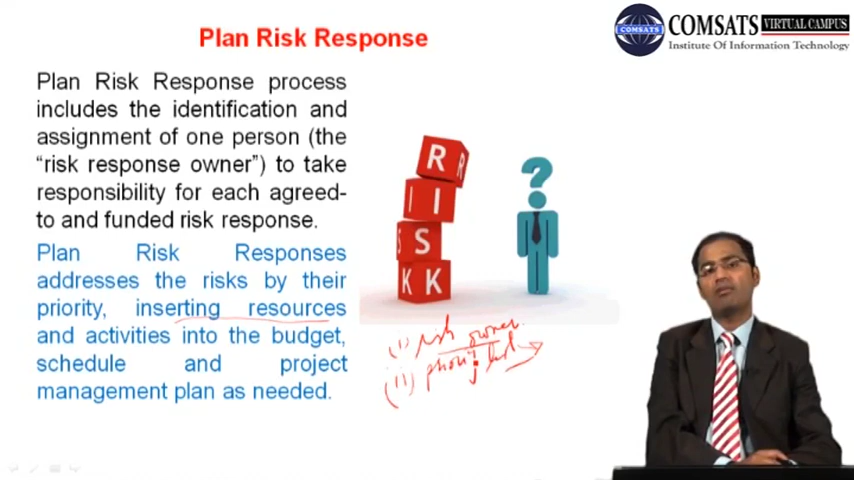 Plan Risk Response
COMSATS VIRTUAL CAMPUS
COMSATS
Institute Of Information Technology
Plan Risk Response process
includes the identification and
assignment of one person (the
“risk response owner”) to take
responsibility for each agreed-
to and funded risk response.
Plan Risk Responses
addresses the risks by their
priority, inserting resources
and activities into the budget,
schedule and project
management plan as needed.
R R
I I
S S
K K
?
(i) risk owner
(ii)